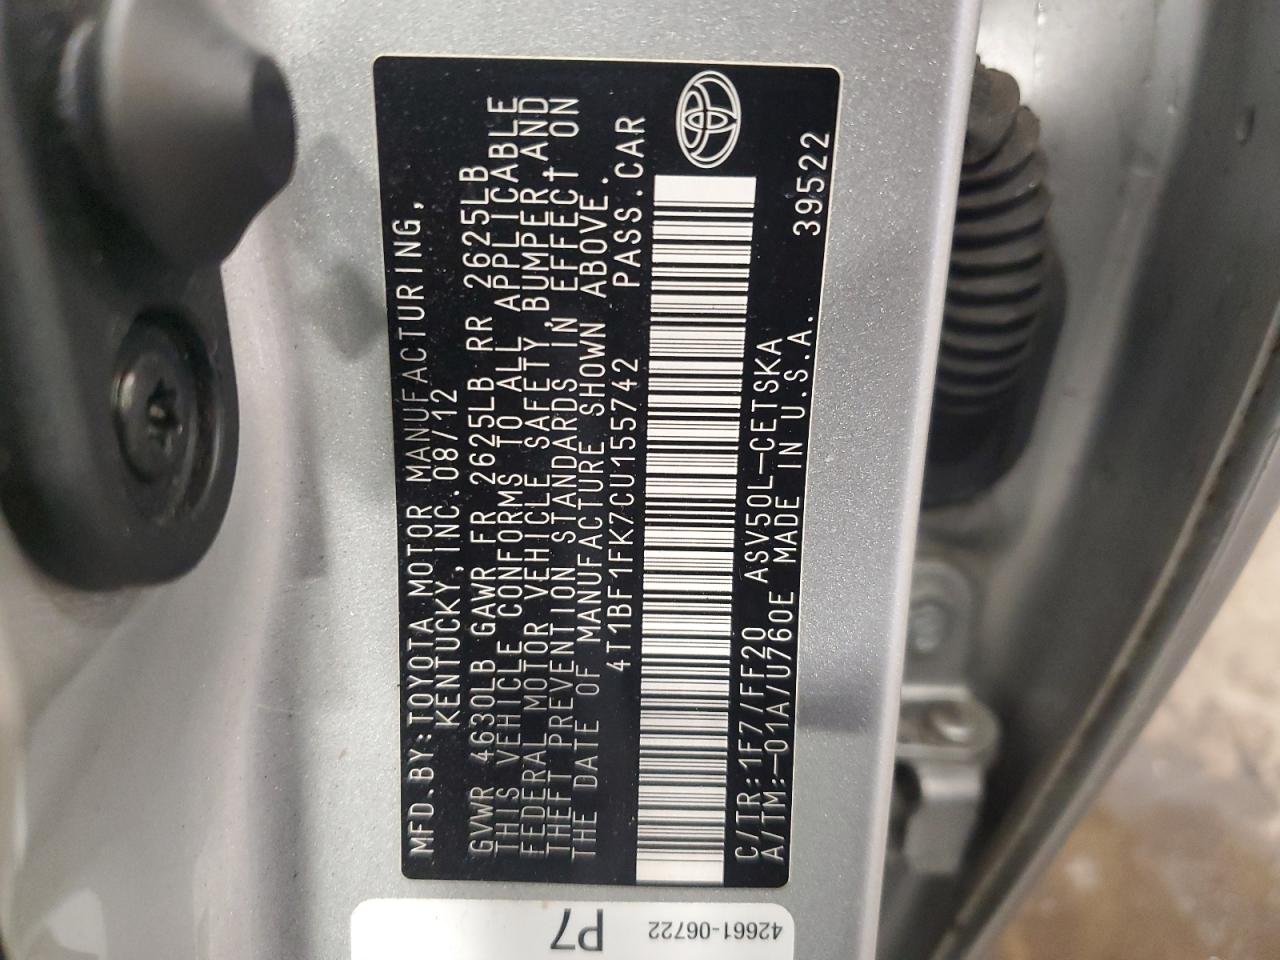 MFD.BY:TOYOTA MOTOR MANUFACTURING,
KENTUCKY,INC.08/12
GVWR 4630LB GAWR FR 2625LB RR 2625LB
THIS VEHICLE CONFORMS TO ALL APPLICABLE
FEDERAL MOTOR VEHICLE SAFETY, BUMPER, AND
THEFT PREVENTION STANDARDS IN EFFECT ON
THE DATE OF MANUFACTURE SHOWN ABOVE.
4T1BF1FK7CU155742 PASS.CAR
C/TR:1F7/FF20 ASV50L-CETSKA
A/TM:-01A/U760E MADE IN U.S.A.
39522
P7
42661-06722